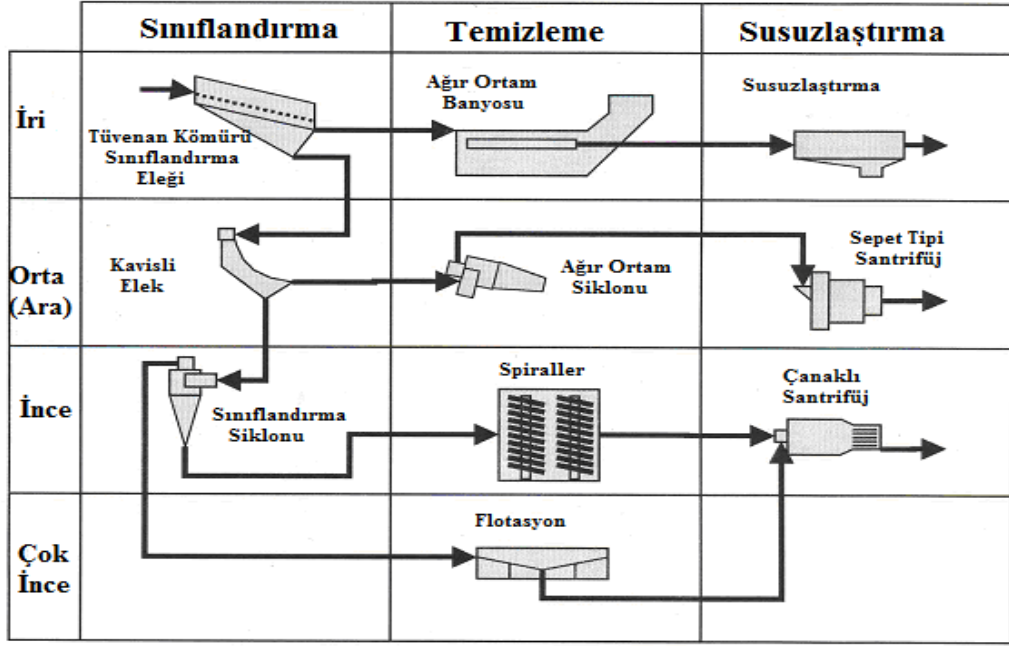 Sınıflandırma
Temizleme
Susuzlaştırma
İri
Tüvenan Kömürü
Sınıflandırma
Eleği
Ağır Ortam
Banyosu
Susuzlaştırma
Orta
(Ara)
Kavisli
Elek
Ağır Ortam
Siklonu
Sepet Tipi
Santrifüj
İnce
Sınıflandırma
Siklonu
Spiraller
Çanaklı
Santrifüj
Çok
İnce
Flotasyon